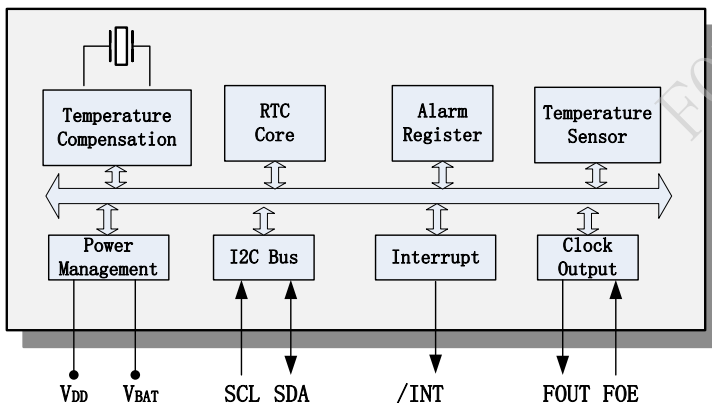 Temperature
Compensation
RTC
Core
Alarm
Register
Temperature
Sensor
Power
Management
I2C Bus
Interrupt
Clock
Output
VDD VBAT SCL SDA /INT FOUT FOE